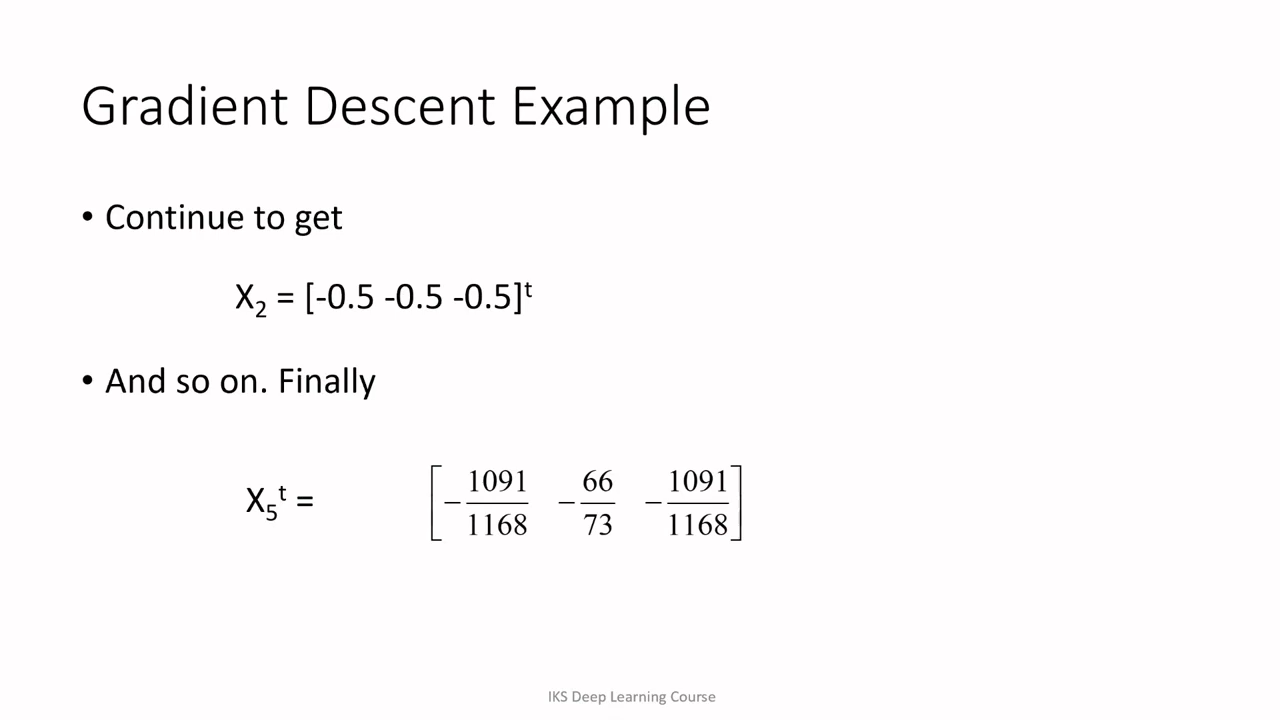 Gradient Descent Example
• Continue to get
X₂ = [-0.5 -0.5 -0.5]ᵗ
• And so on. Finally
X₅ᵗ = [ −1091/1168 −66/73 −1091/1168 ]
IKS Deep Learning Course